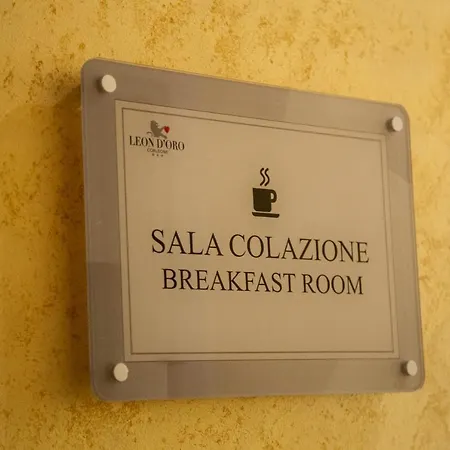 LEON D'ORO
SALA COLAZIONE
BREAKFAST ROOM